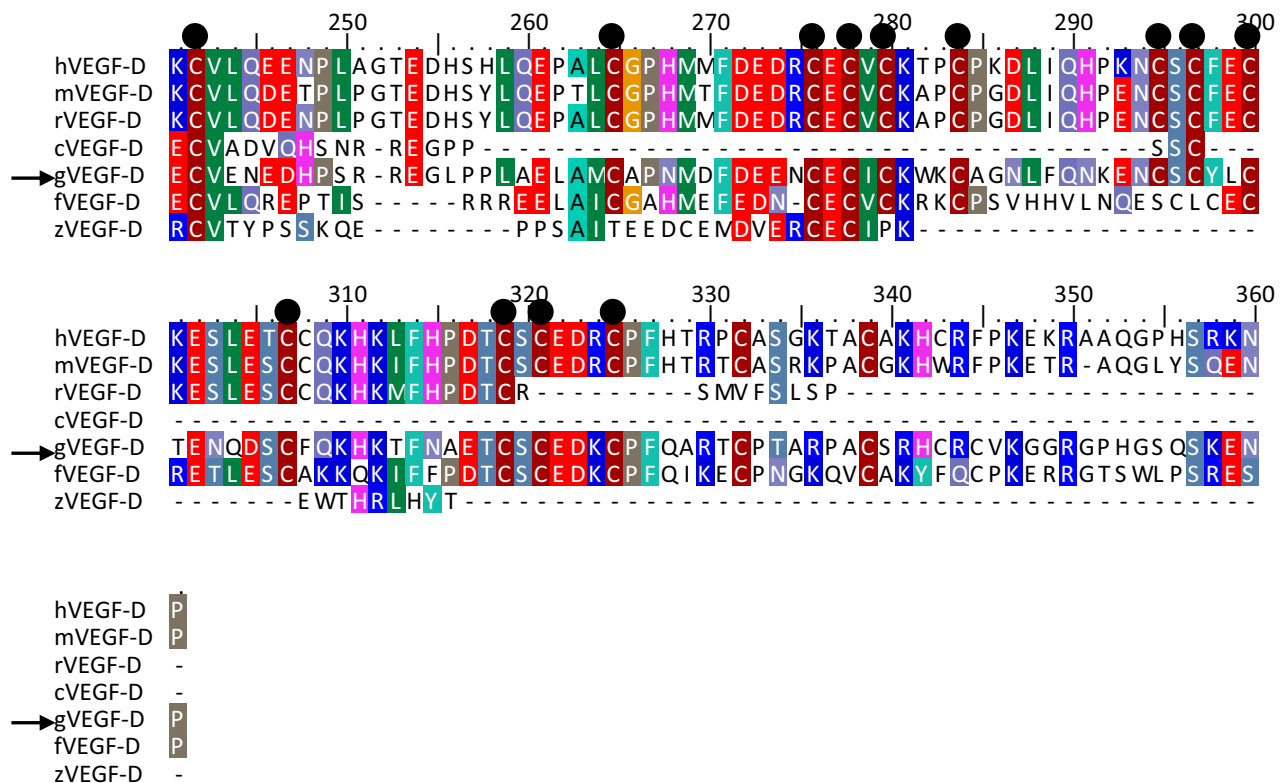 250 260 270 280 290 300
hVEGF-D KCVLQEENPLAGTEDHSHLQEPALCGPHMMFDEDRCECVCKTPCPKDLIQHPKNCSCFEC
mVEGF-D KCVLQDETPLPGTEDHSYLQEPTLCGPHMTFDEDRCECVCKAPCPGDLIQHPENCSCFEC
rVEGF-D KCVLQDENPLPGTEDHSYLQEPALCGPHMMFDEDRCECVCKAPCPGDLIQHPENCSCFEC
cVEGF-D ECVADVQHSNR-REGPP-------------------------------------SSC---
gVEGF-D ECVENEDHPSR-REGLPPLAELAMCAPNMDFDEENCECICKWKCAGNLFQNKENCSCYLC
fVEGF-D ECVLQREPTIS-----RRREELAICGAHMEFEDN-CECVCKRKCPSVHHVLNQESCLCEC
zVEGF-D RCVTYPSSKQE--------PPSAITEEDCEMDVERCECIPK-------------------
310 320 330 340 350 360
hVEGF-D KESLETCCQKHKLFHPDTCSCEDRCPFHTRPCASGKTACAKHCRFPKEKRAAQGPHSRKN
mVEGF-D KESLESCCQKHKIFHPDTCSCEDRCPFHTRTCASRKPACGKHWRFPKETR-AQGLYSQEN
rVEGF-D KESLESCCQKHKMFHPDTCR---------SMVFSLSP-----------------------
cVEGF-D ------------------------------------------------------------
gVEGF-D TENQDSCFQKHKTFNAETCSCEDKCPFQARTCPTARPACSRHCRCVKGGRGPHGSQSKEN
fVEGF-D RETLESCAKKQKIFFPDTCSCEDKCPFQIKECPNGKQVCAKYFQCPKERRGTSWLPSRES
zVEGF-D -------EWTHRLHYT--------------------------------------------
hVEGF-D P
mVEGF-D P
rVEGF-D -
cVEGF-D -
gVEGF-D P
fVEGF-D P
zVEGF-D -